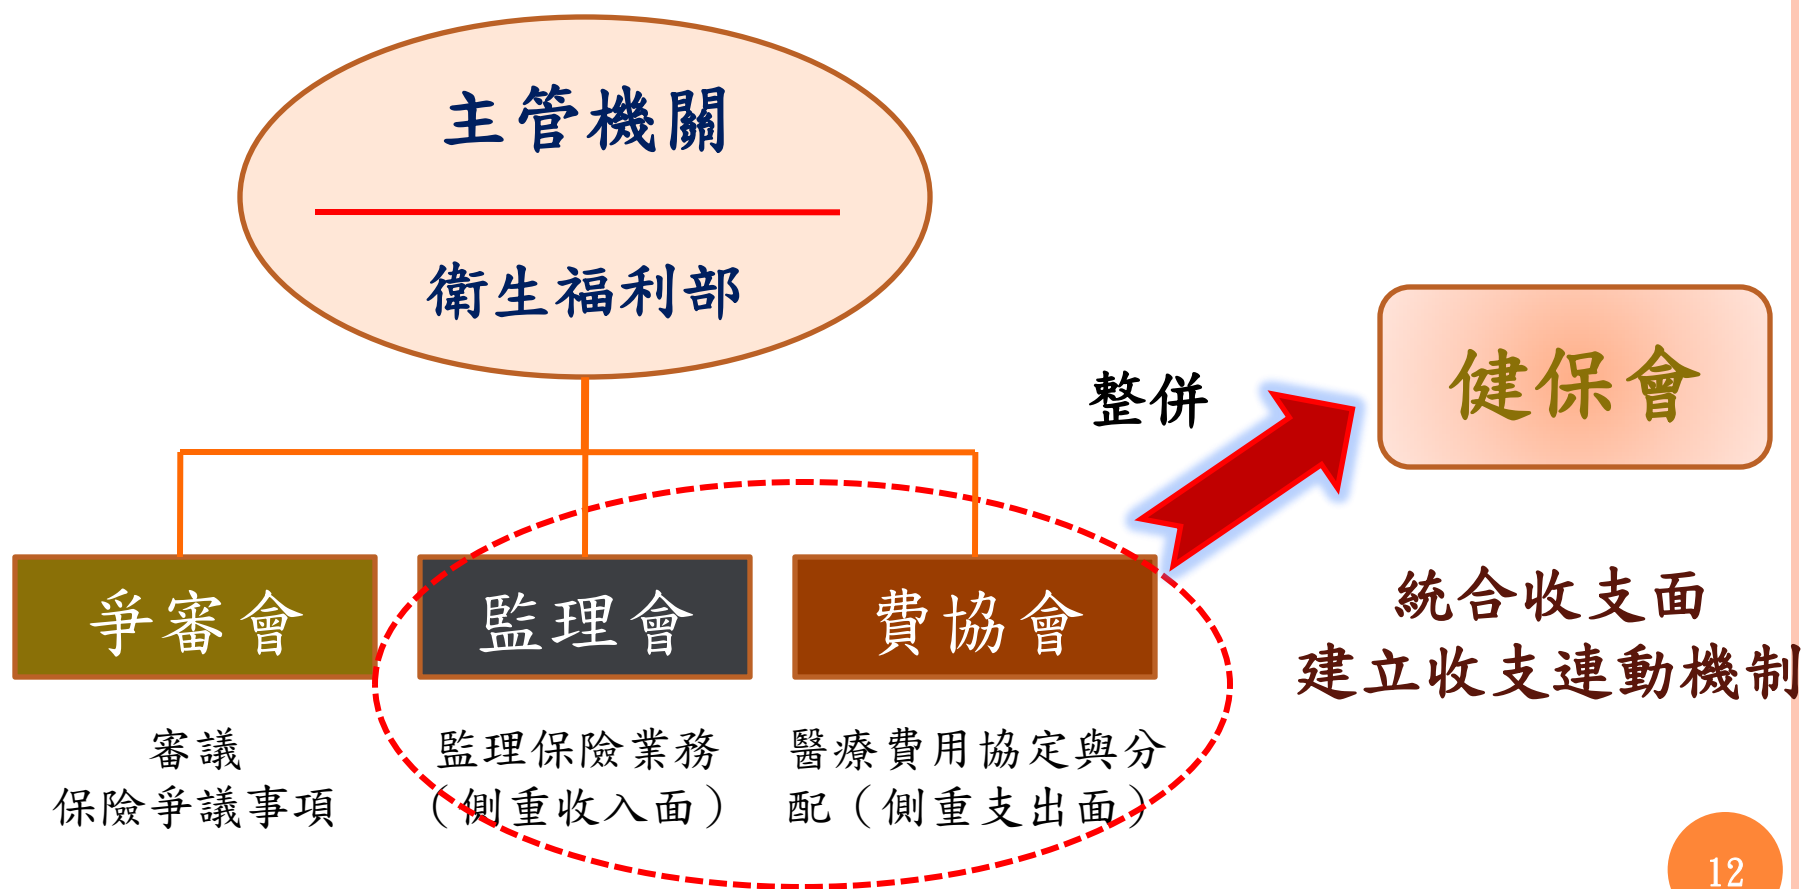 主管機關
衛生福利部
整併
健保會
爭審會
監理會
費協會
統合收支面
建立收支連動機制
審議
保險爭議事項
監理保險業務
（側重收入面）
醫療費用協定與分
配（側重支出面）
12